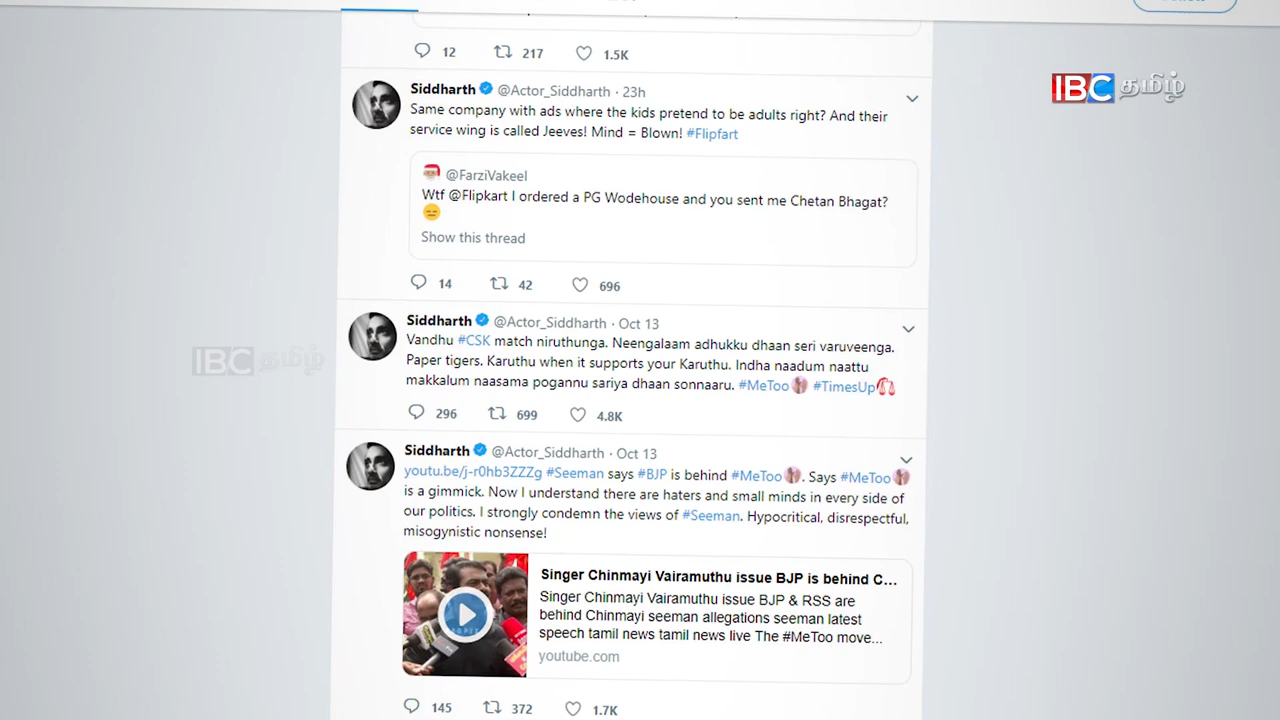 12 217 1.5K
IBC தமிழ்
Siddharth @Actor_Siddharth · 23h
Same company with ads where the kids pretend to be adults right? And their
service wing is called Jeeves! Mind = Blown! #Flipfart
@FarziVakeel
Wtf @Flipkart I ordered a PG Wodehouse and you sent me Chetan Bhagat?
Show this thread
14 42 696
Siddharth @Actor_Siddharth · Oct 13
Vandhu #CSK match niruthunga. Neengalaam adhukku dhaan seri varuveenga.
Paper tigers. Karuthu when it supports your Karuthu. Indha naadum naattu
makkalum naasama pogannu sariya dhaan sonnaaru. #MeToo #TimesUp
IBC தமிழ்
296 699 4.8K
Siddharth @Actor_Siddharth · Oct 13
youtu.be/j-r0hb3ZZZg #Seeman says #BJP is behind #MeToo. Says #MeToo
is a gimmick. Now I understand there are haters and small minds in every side of
our politics. I strongly condemn the views of #Seeman. Hypocritical, disrespectful,
misogynistic nonsense!
Singer Chinmayi Vairamuthu issue BJP is behind C...
Singer Chinmayi Vairamuthu issue BJP & RSS are
behind Chinmayi seeman allegations seeman latest
speech tamil news tamil news live The #MeToo move...
youtube.com
145 372 1.7K